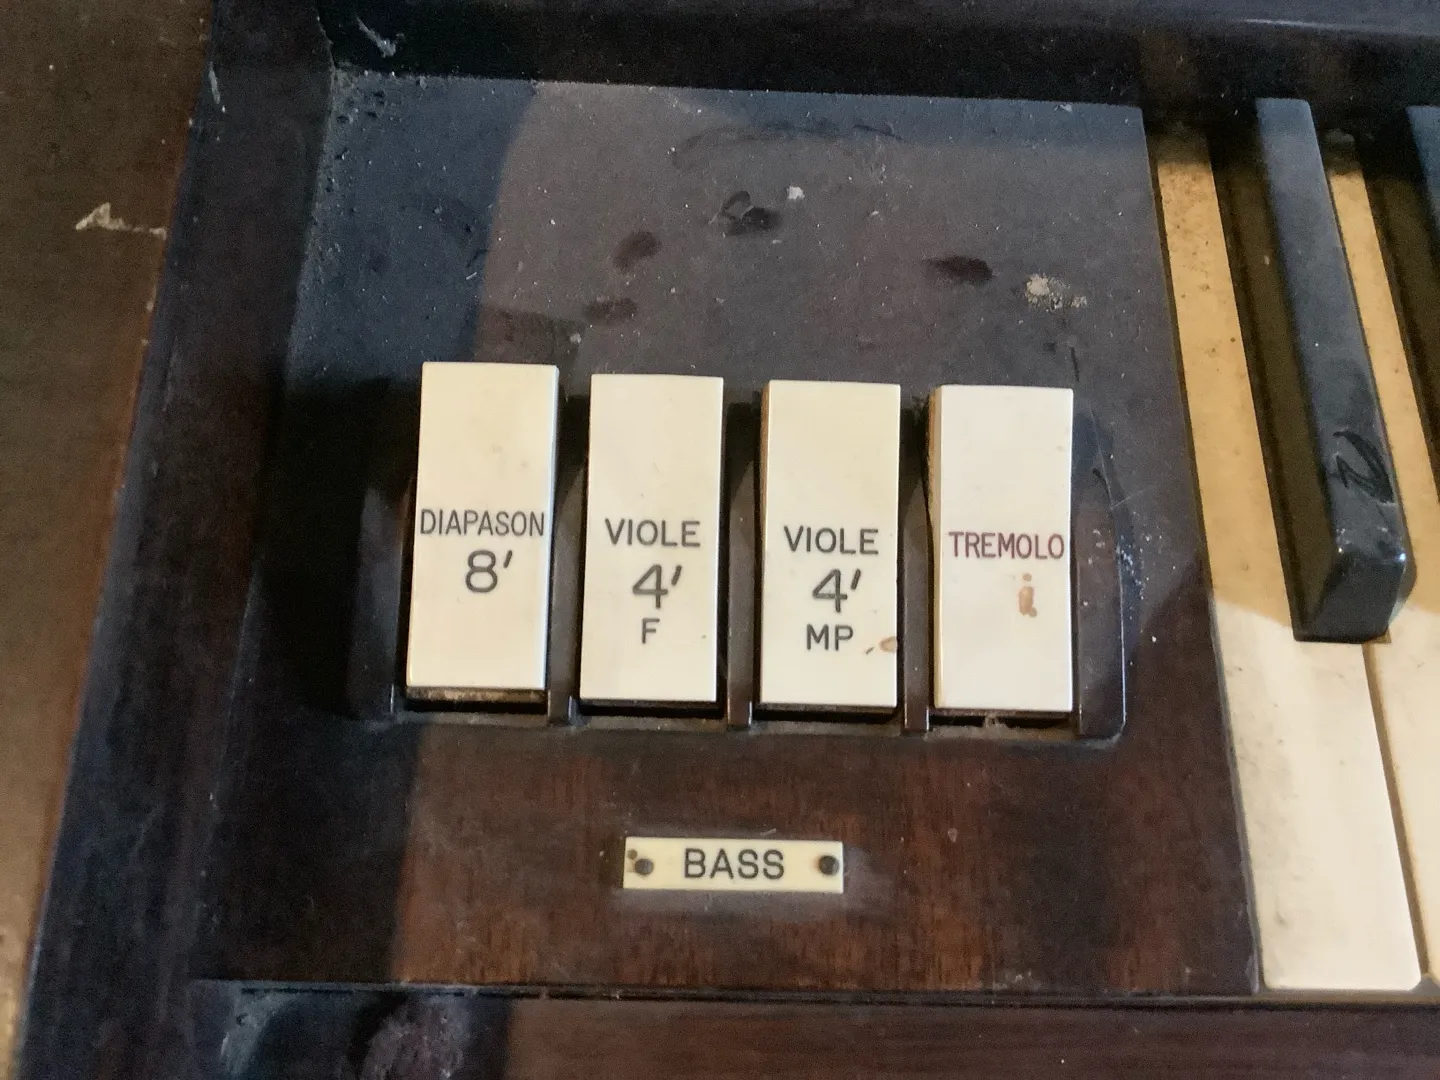 DIAPASON
8'
VIOLE
4'
F
VIOLE
4'
MP
TREMOLO
BASS